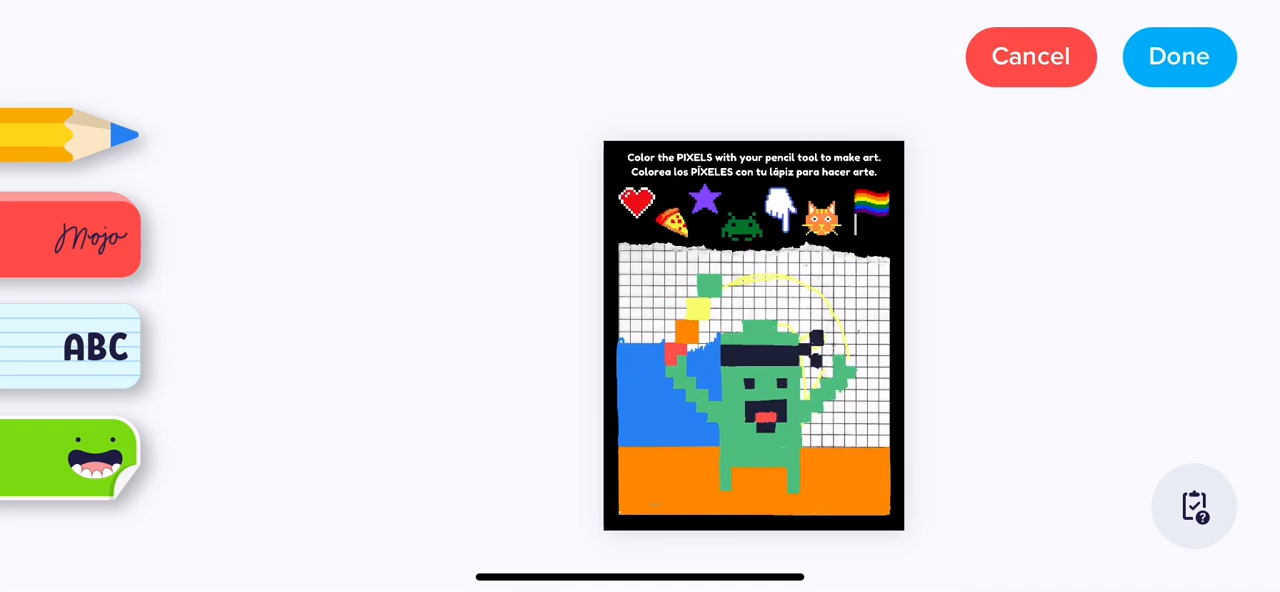 Cancel
Done
Color the PIXELS with your pencil tool to make art.
Colorea los PÍXELES con tu lápiz para hacer arte.
Mojo
ABC
?